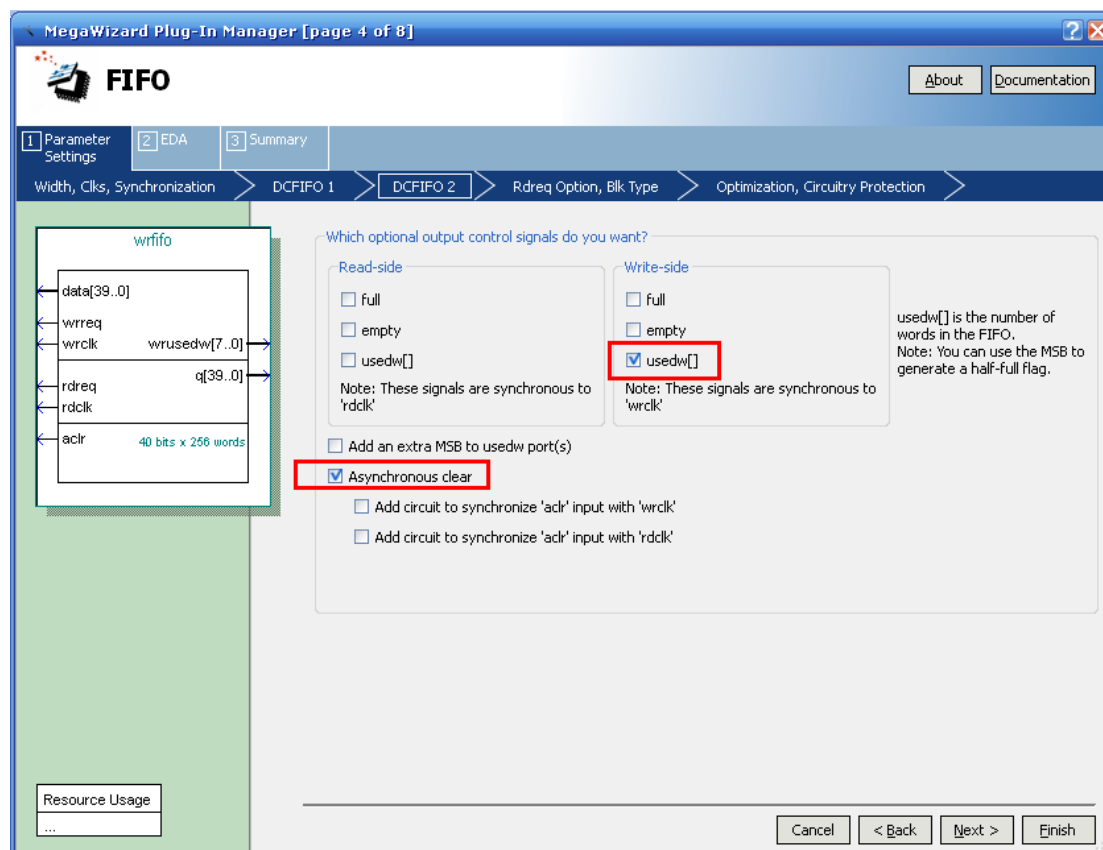 MegaWizard Plug-In Manager [page 4 of 8]
FIFO
About
Documentation
1 Parameter Settings
2 EDA
3 Summary
Width, Clks, Synchronization
DCFIFO 1
DCFIFO 2
Rdreq Option, Blk Type
Optimization, Circuitry Protection
wrfifo
data[39..0]
wrreq
wrclk
wrusedw[7..0]
q[39..0]
rdreq
rdclk
aclr
40 bits x 256 words
Which optional output control signals do you want?
Read-side
full
empty
usedw[]
Note: These signals are synchronous to
'rdclk'
Write-side
full
empty
usedw[]
Note: These signals are synchronous to
'wrclk'
usedw[] is the number of
words in the FIFO.
Note: You can use the MSB to
generate a half-full flag.
Add an extra MSB to usedw port(s)
Asynchronous clear
Add circuit to synchronize 'aclr' input with 'wrclk'
Add circuit to synchronize 'aclr' input with 'rdclk'
Resource Usage
...
Cancel
< Back
Next >
Finish